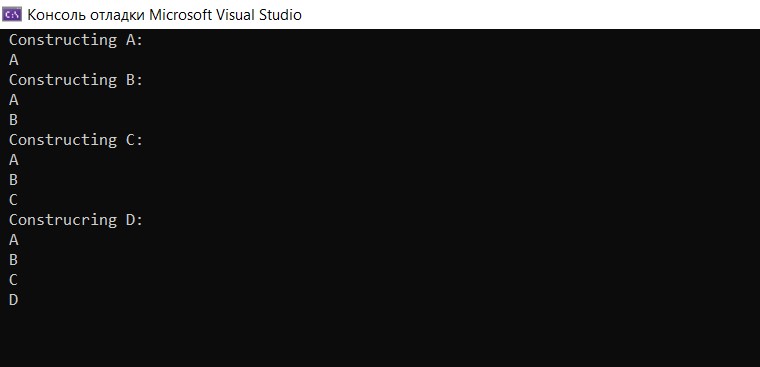 Консоль отладки Microsoft Visual Studio
Constructing A:
A
Constructing B:
A
B
Constructing C:
A
B
C
Construcring D:
A
B
C
D